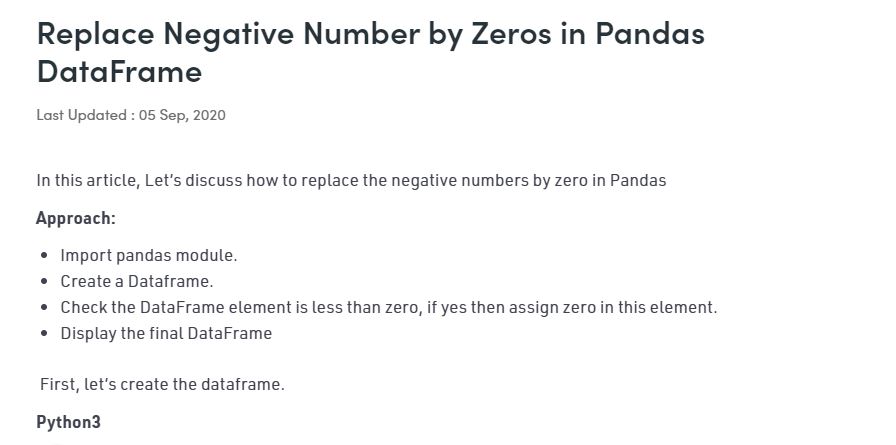 Replace Negative Number by Zeros in Pandas
DataFrame
Last Updated : 05 Sep, 2020
In this article, Let’s discuss how to replace the negative numbers by zero in Pandas
Approach:
• Import pandas module.
• Create a Dataframe.
• Check the DataFrame element is less than zero, if yes then assign zero in this element.
• Display the final DataFrame
First, let’s create the dataframe.
Python3